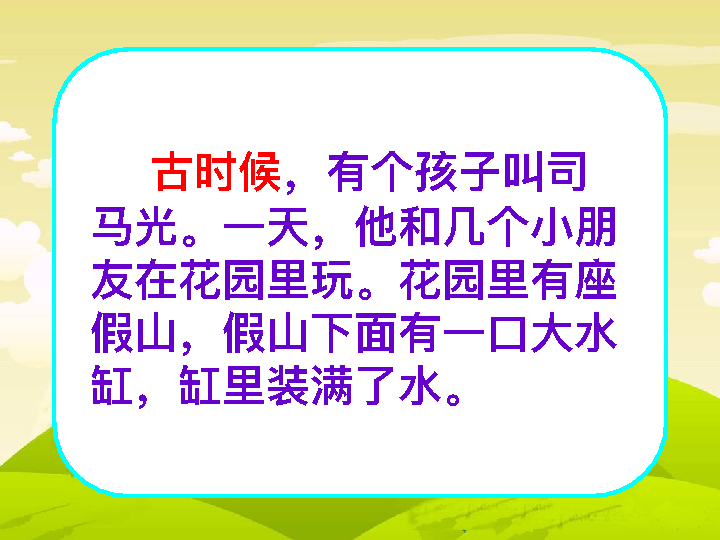 古时候，有个孩子叫司
马光。一天，他和几个小朋
友在花园里玩。花园里有座
假山，假山下面有一口大水
缸，缸里装满了水。